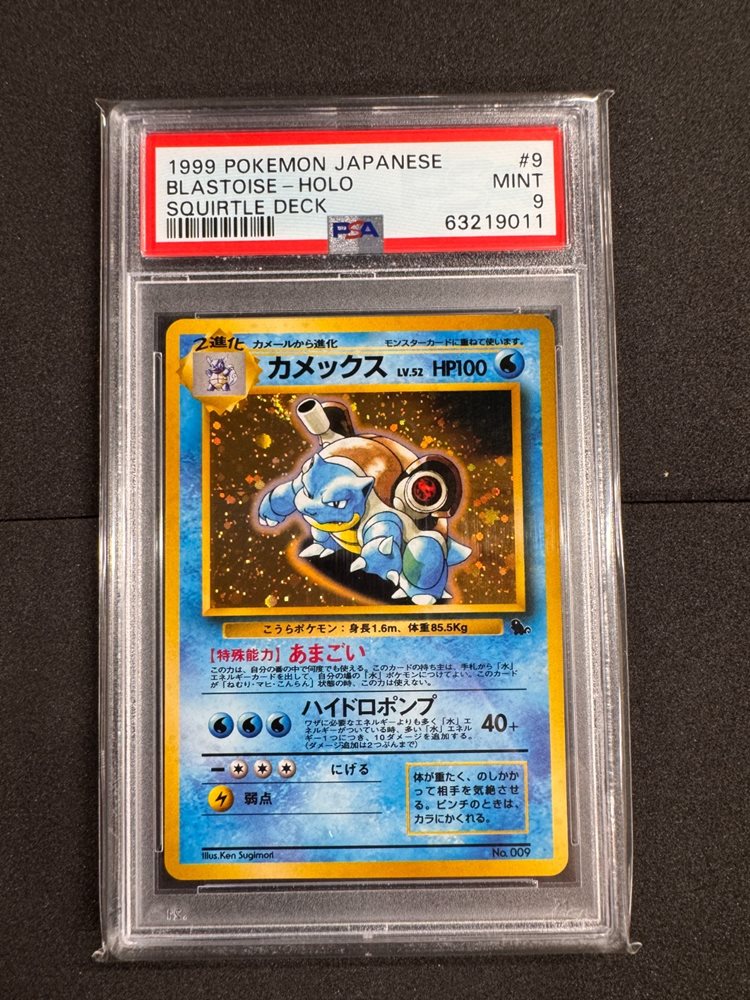 1999 POKEMON JAPANESE #9
BLASTOISE-HOLO MINT
SQUIRTLE DECK 9
PSA 63219011
2進化 カメールから進化 モンスターカードに重ねて使います。
カメックス LV.52 HP100
こうらポケモン：身長1.6m、体重85.5Kg
【特殊能力】あまごい
この力は、自分の番の中で何度でも使える。このカードの持ち主は、手札から「水」
エネルギーカードを出して、自分の場の「水」ポケモンにつけてよい。このカード
が「ねむり・マヒ・こんらん」状態の時、この力は使えない。
ハイドロポンプ
ワザに必要なエネルギーよりも多く「水」エ
ネルギーがついている時、多い「水」エネル
ギー1つにつき、10ダメージを追加する。
(ダメージ追加は2つぶんまで)
40+
にげる
弱点
体が重たく、のしかか
って相手を気絶させ
る。ピンチのときは、
カラにかくれる。
Illus.Ken Sugimori No.009